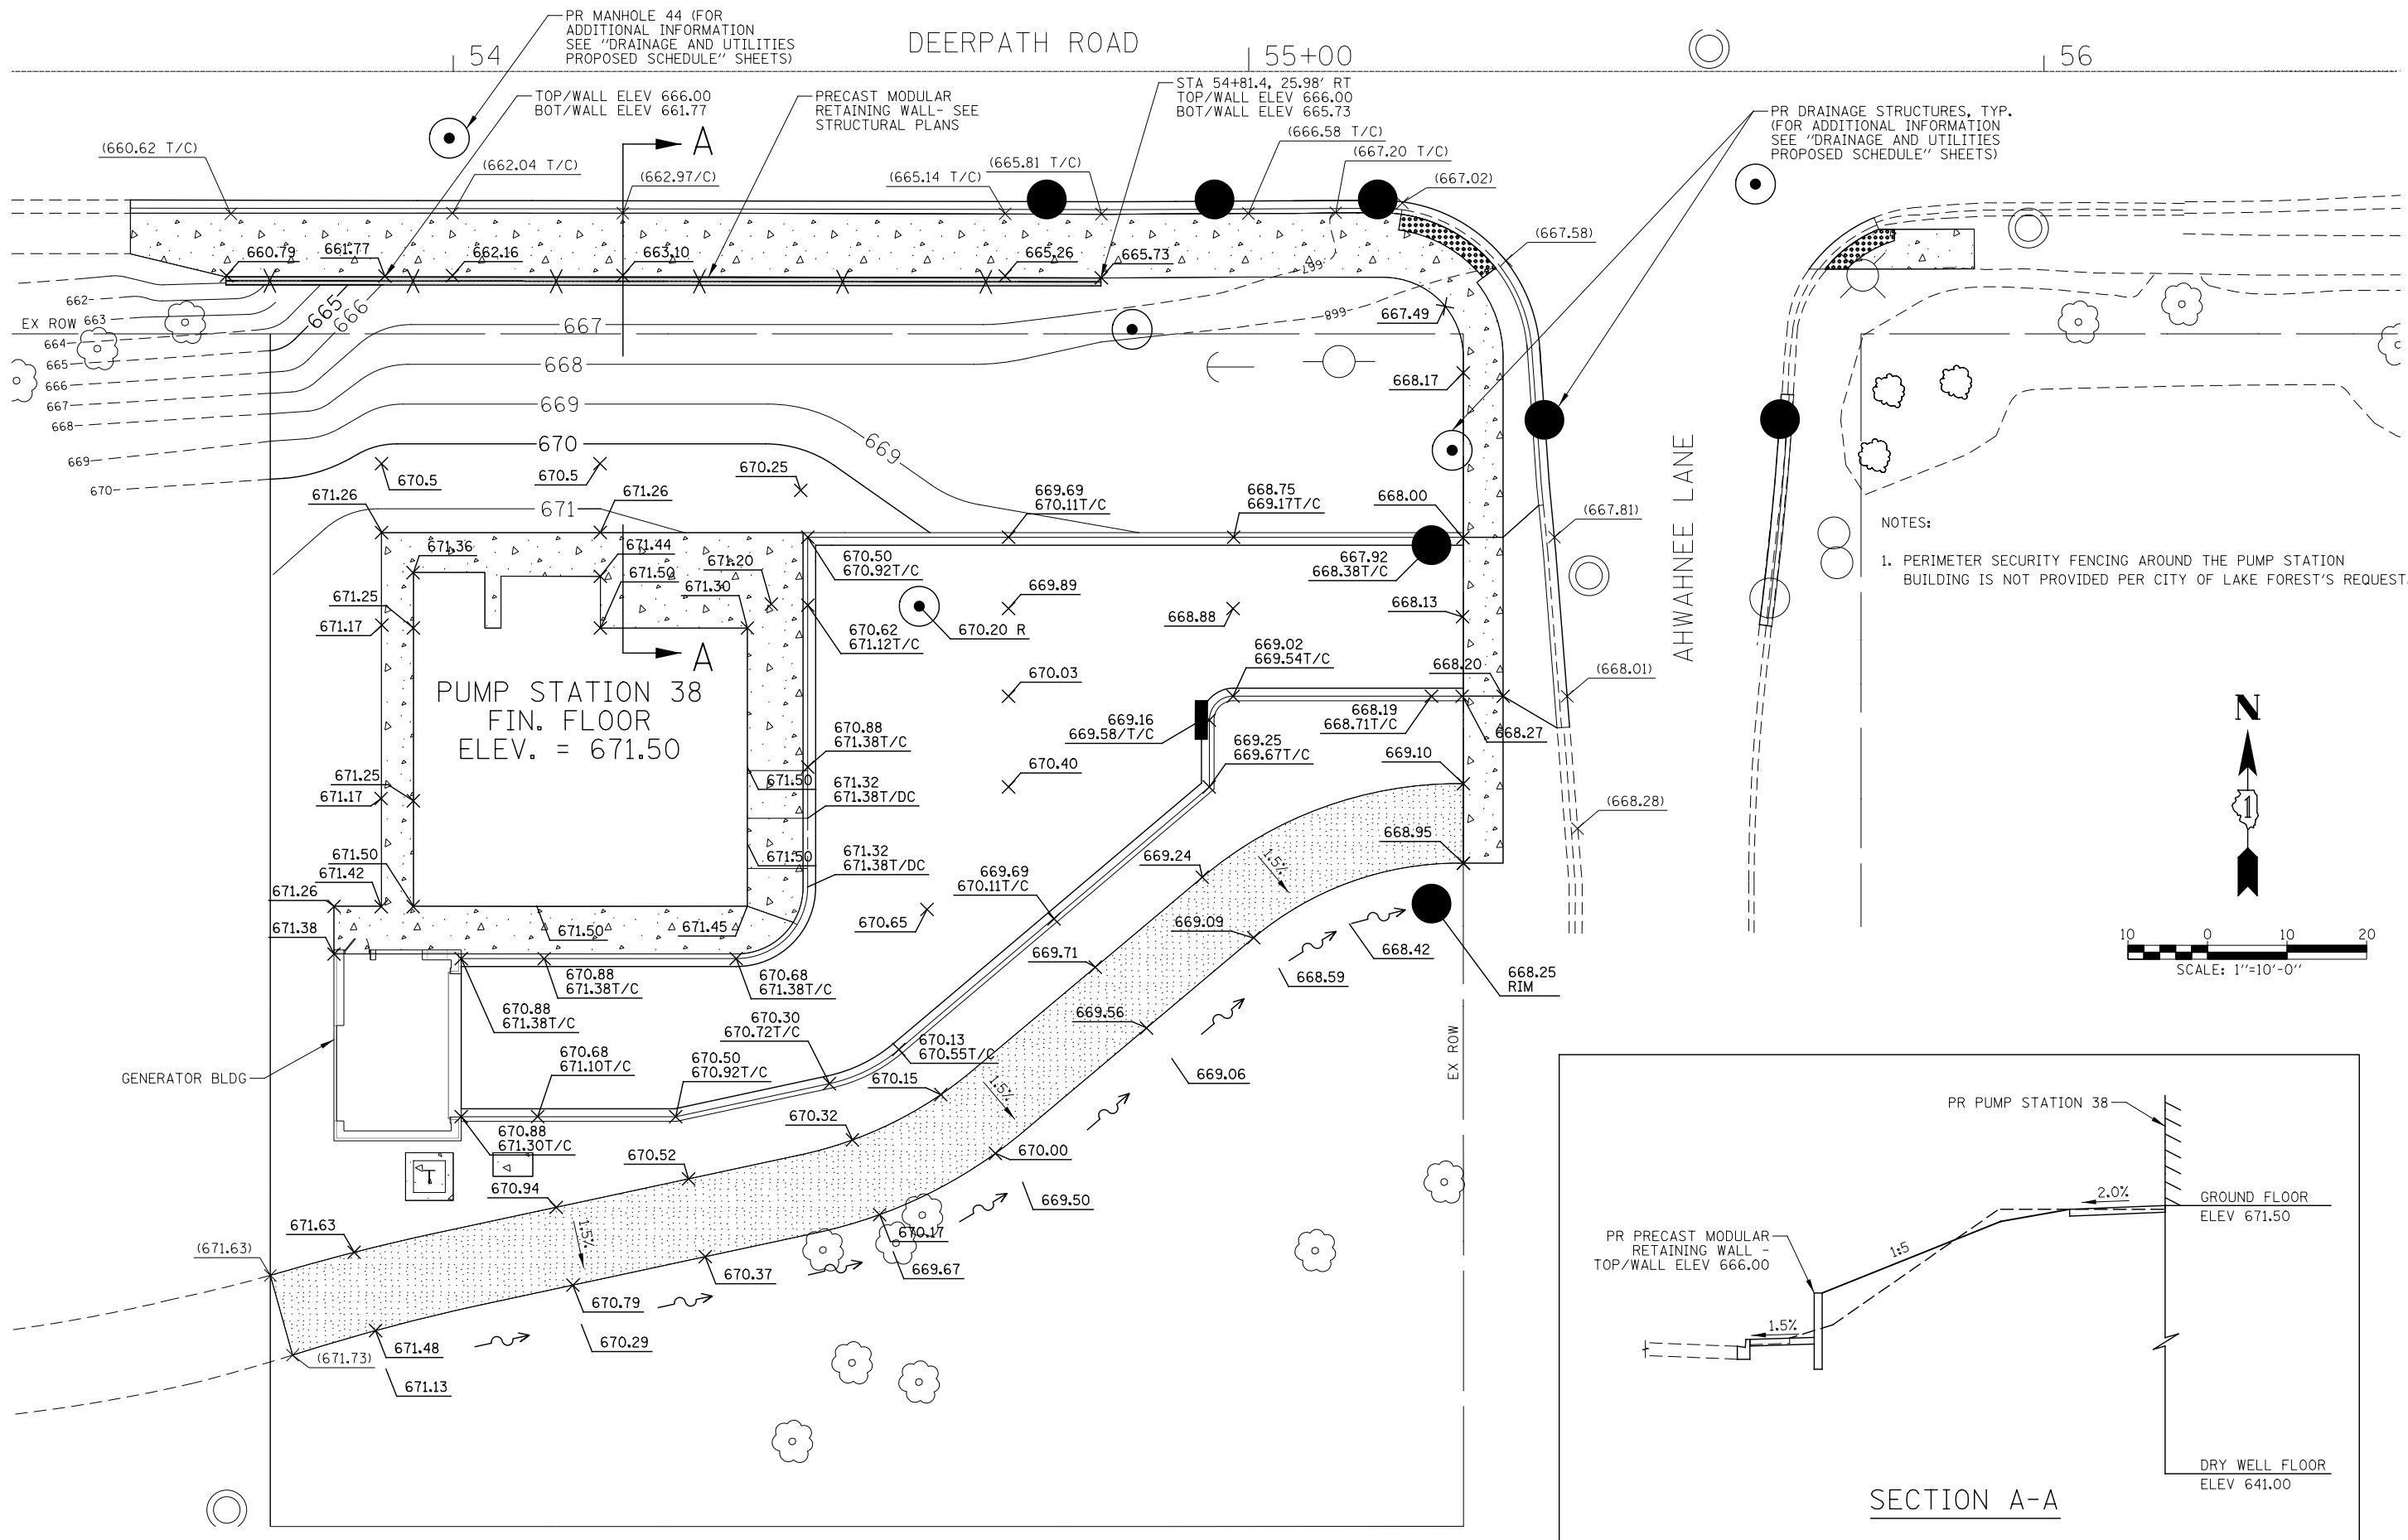 PR MANHOLE 44 (FOR
ADDITIONAL INFORMATION
SEE "DRAINAGE AND UTILITIES
PROPOSED SCHEDULE" SHEETS)
DEERPATH ROAD
54
55+00
56
TOP/WALL ELEV 666.00
BOT/WALL ELEV 661.77
PRECAST MODULAR
RETAINING WALL- SEE
STRUCTURAL PLANS
STA 54+81.4, 25.98' RT
TOP/WALL ELEV 666.00
BOT/WALL ELEV 665.73
PR DRAINAGE STRUCTURES, TYP.
(FOR ADDITIONAL INFORMATION
SEE "DRAINAGE AND UTILITIES
PROPOSED SCHEDULE" SHEETS)
(660.62 T/C)
(662.04 T/C)
A
(662.97/C)
(665.14 T/C)
(665.81 T/C)
(666.58 T/C)
(667.20 T/C)
(667.02)
(667.58)
660.79
661.77
662.16
663.10
665.26
665.73
667
662
663
664
665
666
667
668
669
670
EX ROW
665
666
667
668
669
670
669
671
668
667.49
668.17
670.5
670.5
670.25
671.26
671.26
669.69
670.11T/C
668.75
669.17T/C
668.00
(667.81)
671.36
671.44
671.50
671.20
671.30
670.50
670.92T/C
667.92
668.38T/C
AHWAHNEE LANE
NOTES:
1. PERIMETER SECURITY FENCING AROUND THE PUMP STATION
BUILDING IS NOT PROVIDED PER CITY OF LAKE FOREST'S REQUEST.
671.25
671.17
670.62
671.12T/C
670.20 R
669.89
668.88
668.13
A
PUMP STATION 38
FIN. FLOOR
ELEV. = 671.50
670.03
669.02
669.54T/C
668.20
(668.01)
670.88
671.38T/C
669.16
669.58/T/C
668.19
668.71T/C
668.27
N
1
671.25
671.17
671.50
671.32
671.38T/DC
670.40
669.25
669.67T/C
669.10
(668.28)
671.50
671.42
671.26
671.38
671.50
671.32
671.38T/DC
669.69
670.11T/C
669.24
1.5%
668.95
671.50
671.45
670.65
669.09
668.42
10 0 10 20
SCALE: 1"=10'-0"
670.88
671.38T/C
670.68
671.38T/C
669.71
668.59
668.25
RIM
670.88
671.38T/C
670.30
670.72T/C
669.56
EX ROW
GENERATOR BLDG
670.68
671.10T/C
670.50
670.92T/C
670.13
670.55T/C
670.15
1.5%
669.06
670.88
671.30T/C
670.32
670.00
T
670.94
670.52
669.50
671.63
(671.63)
1.5%
670.17
669.67
670.37
670.79
670.29
671.48
(671.73)
671.13
PR PUMP STATION 38
2.0%
GROUND FLOOR
ELEV 671.50
PR PRECAST MODULAR
RETAINING WALL -
TOP/WALL ELEV 666.00
1:5
1.5%
DRY WELL FLOOR
ELEV 641.00
SECTION A-A